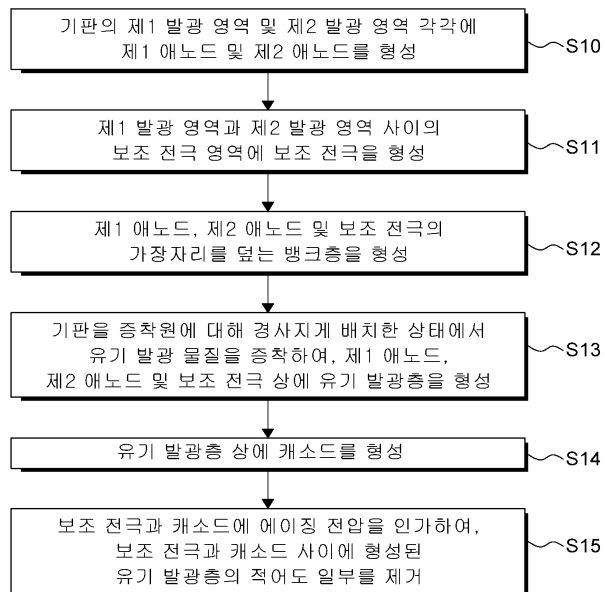 기판의 제1 발광 영역 및 제2 발광 영역 각각에
제1 애노드 및 제2 애노드를 형성
S10
제1 발광 영역과 제2 발광 영역 사이의
보조 전극 영역에 보조 전극을 형성
S11
제1 애노드, 제2 애노드 및 보조 전극의
가장자리를 덮는 뱅크층을 형성
S12
기판을 증착원에 대해 경사지게 배치한 상태에서
유기 발광 물질을 증착하여, 제1 애노드,
제2 애노드 및 보조 전극 상에 유기 발광층을 형성
S13
유기 발광층 상에 캐소드를 형성
S14
보조 전극과 캐소드에 에이징 전압을 인가하여,
보조 전극과 캐소드 사이에 형성된
유기 발광층의 적어도 일부를 제거
S15